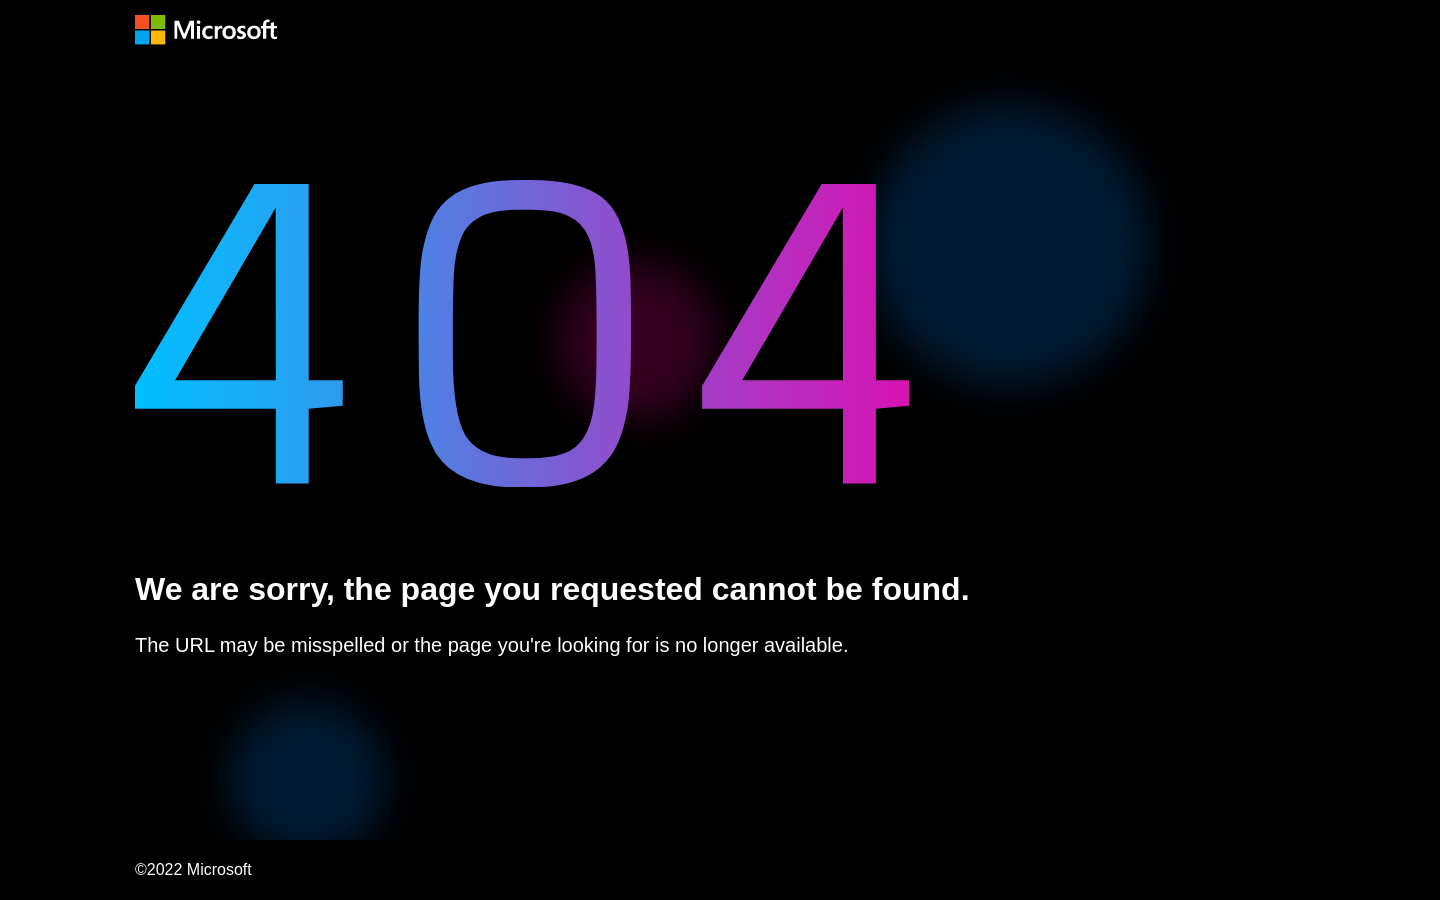 Microsoft
404
We are sorry, the page you requested cannot be found.
The URL may be misspelled or the page you're looking for is no longer available.
©2022 Microsoft